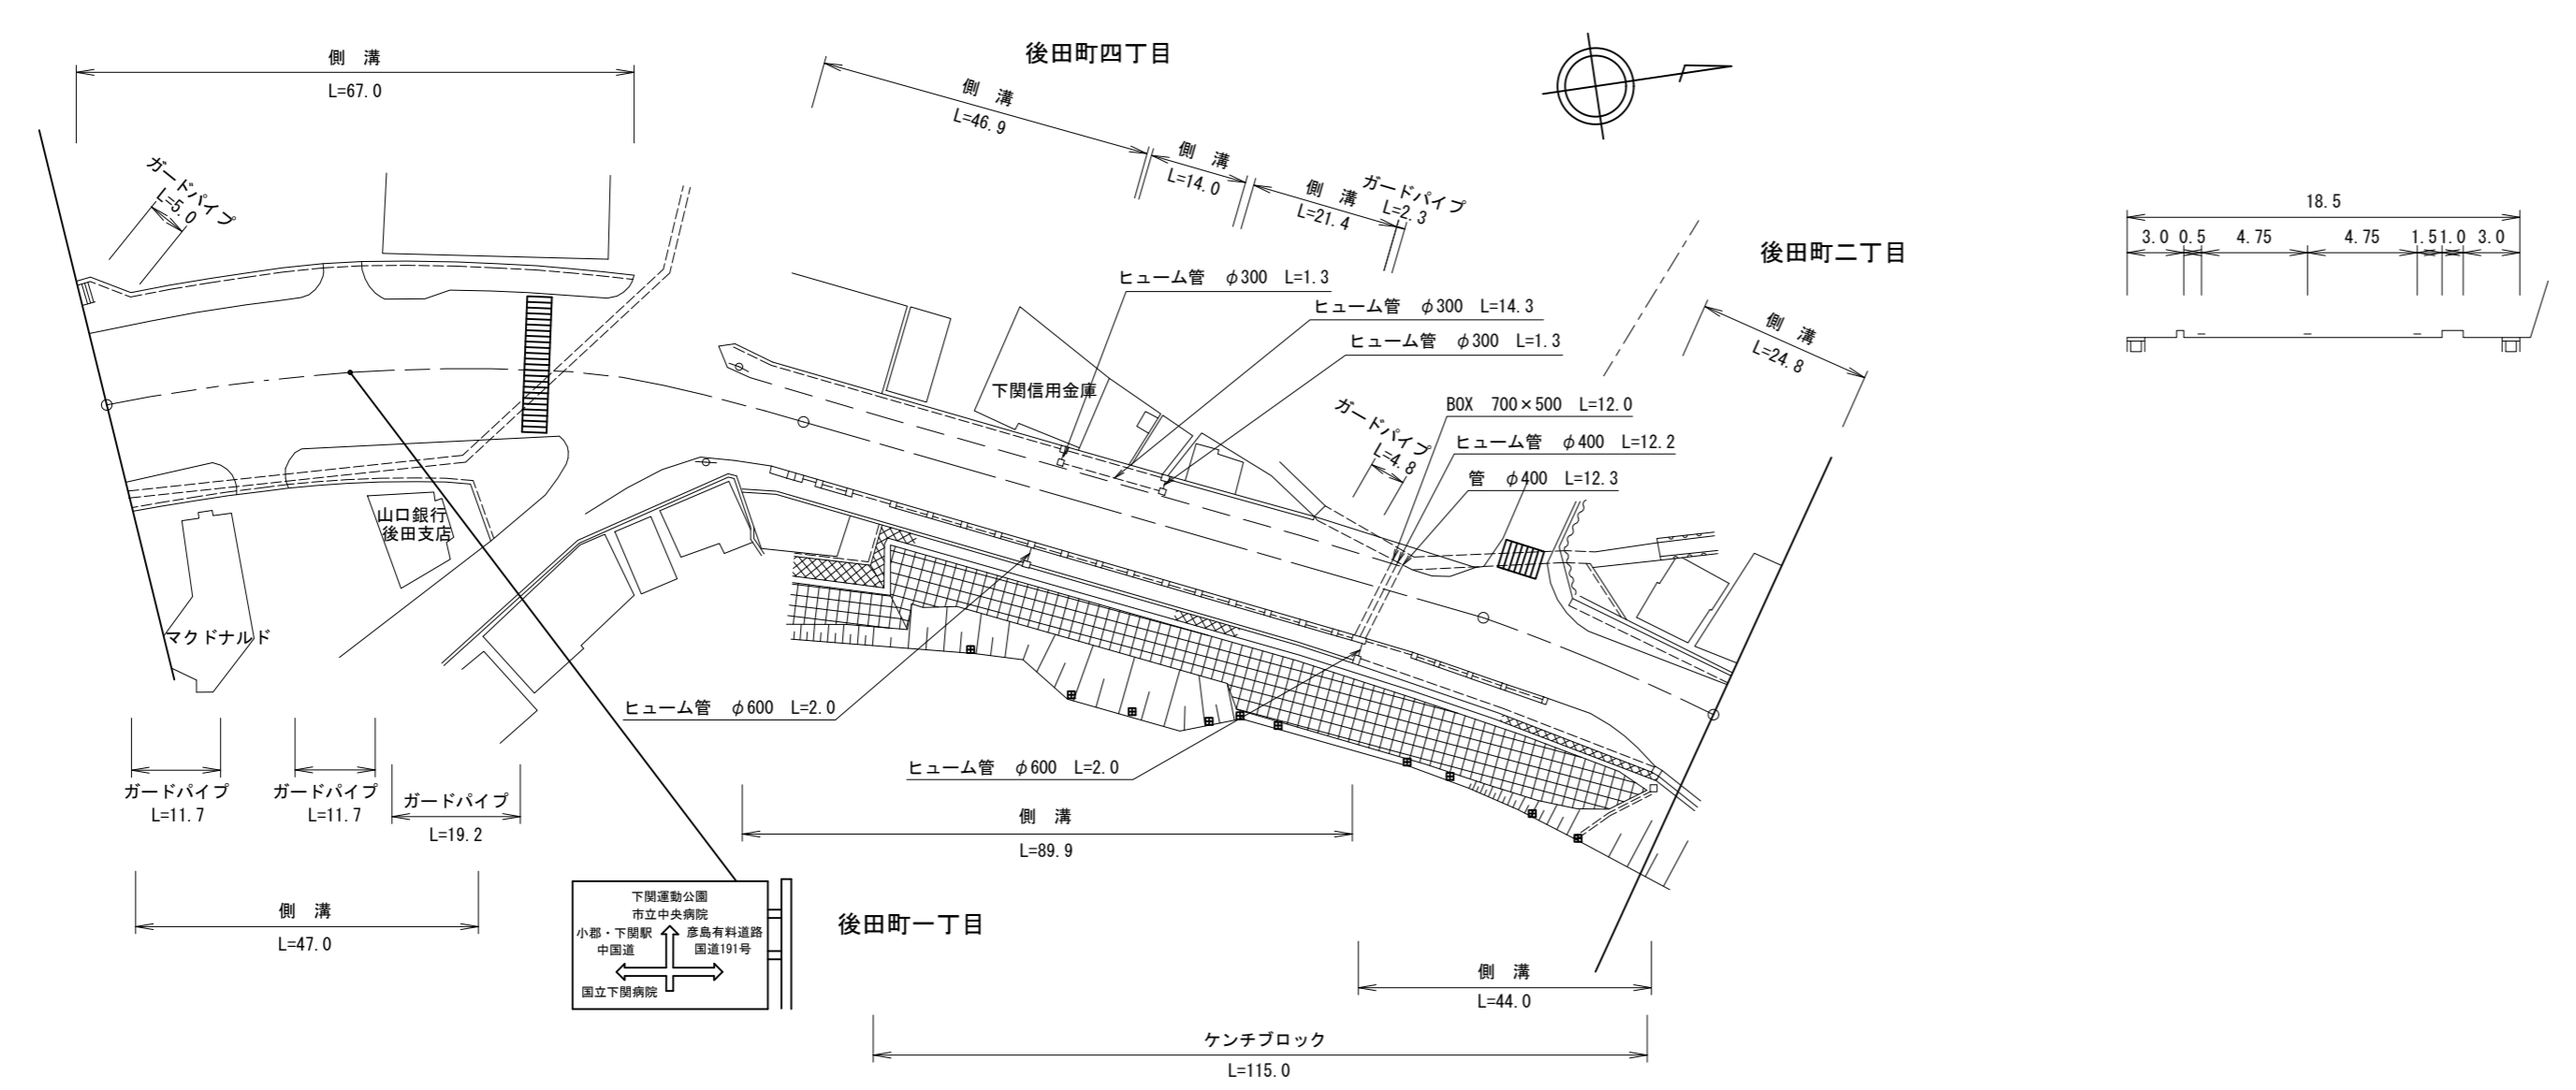 側　溝
L=67.0
ガードパイプ
L=5.0
後田町四丁目
側　溝
L=46.9
側　溝
L=14.0
側　溝
L=21.4
ガードパイプ
L=2.3
後田町二丁目
側　溝
L=24.8
18.5
3.0 0.5 4.75 4.75 1.5 1.0 3.0
ヒューム管　φ300　L=1.3
ヒューム管　φ300　L=14.3
ヒューム管　φ300　L=1.3
下関信用金庫
ガードパイプ
L=4.8
BOX　700×500　L=12.0
ヒューム管　φ400　L=12.2
管　φ400　L=12.3
山口銀行
後田支店
マクドナルド
ヒューム管　φ600　L=2.0
ヒューム管　φ600　L=2.0
ガードパイプ
L=11.7
ガードパイプ
L=11.7
ガードパイプ
L=19.2
側　溝
L=89.9
側　溝
L=47.0
下関運動公園
市立中央病院
小郡・下関駅
中国道
彦島有料道路
国道191号
国立下関病院
後田町一丁目
側　溝
L=44.0
ケンチブロック
L=115.0